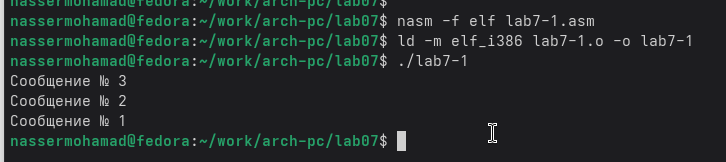 nassermohamad@fedora:~/work/arch-pc/lab07$
nassermohamad@fedora:~/work/arch-pc/lab07$ nasm -f elf lab7-1.asm
nassermohamad@fedora:~/work/arch-pc/lab07$ ld -m elf_i386 lab7-1.o -o lab7-1
nassermohamad@fedora:~/work/arch-pc/lab07$ ./lab7-1
Сообщение № 3
Сообщение № 2
Сообщение № 1
nassermohamad@fedora:~/work/arch-pc/lab07$